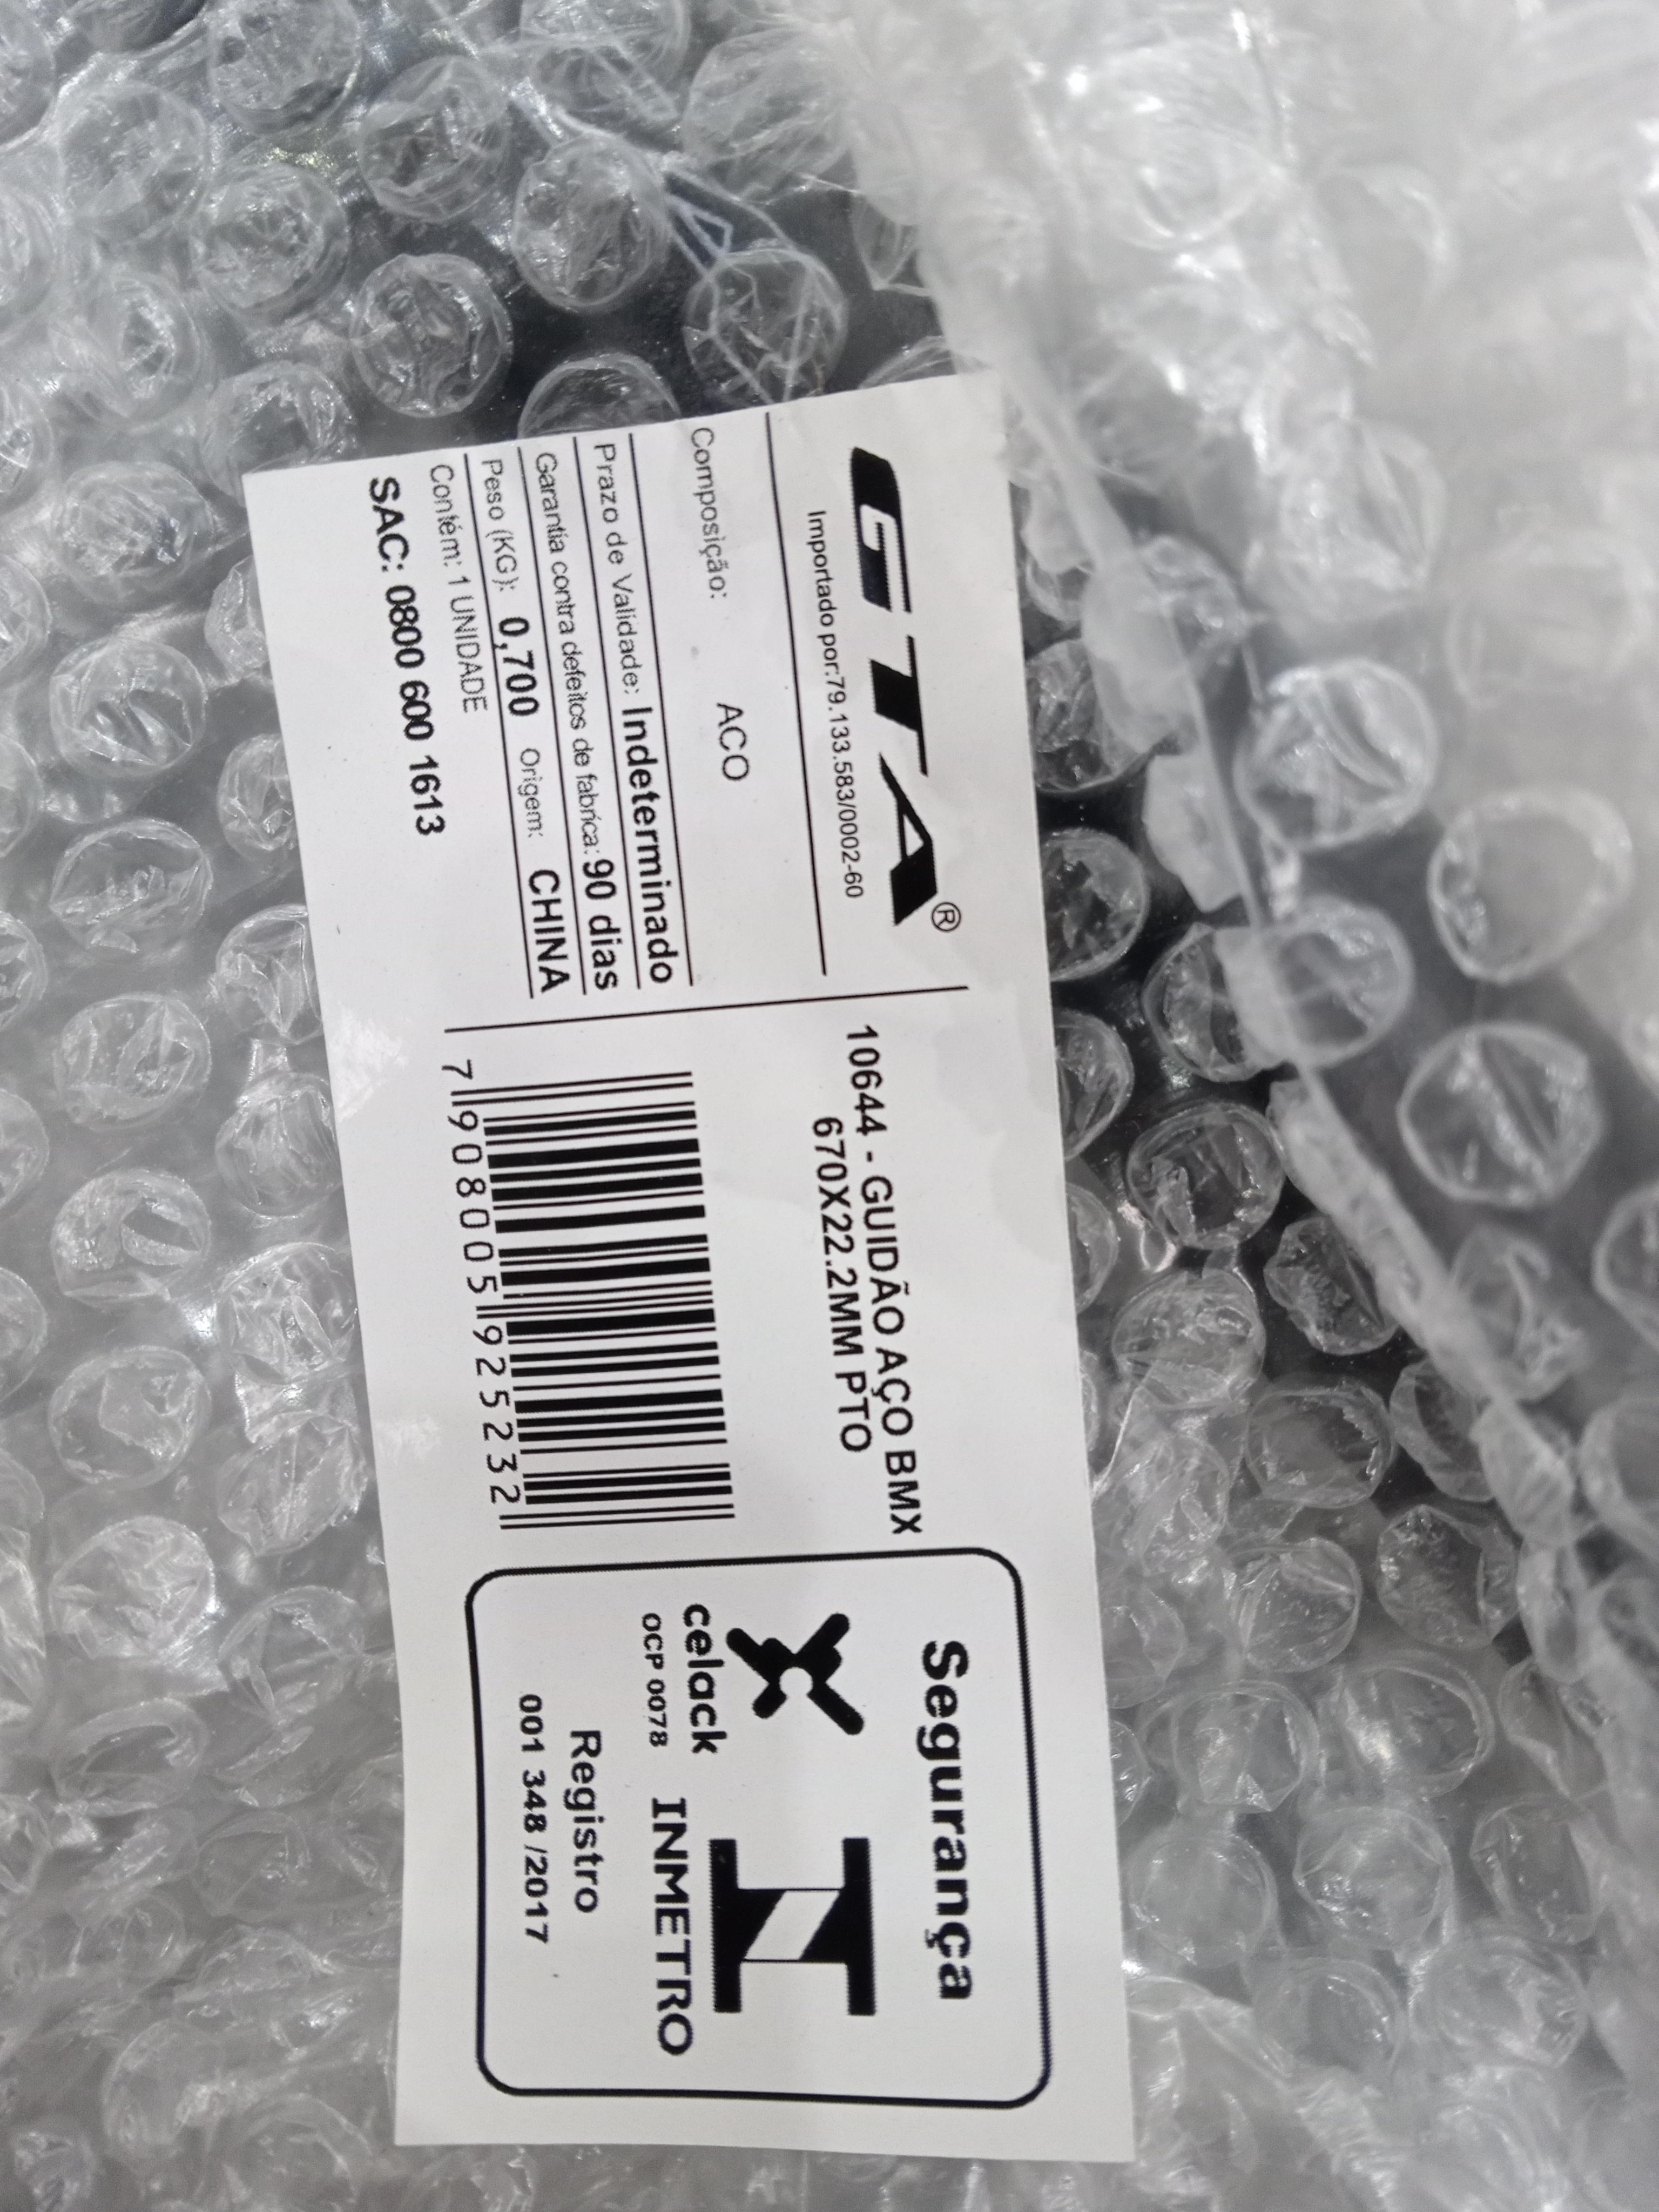 GTA®
Importado por:79.133.583/0002-60
Composição: ACO
Prazo de Validade: Indeterminado
Garantia contra defeitos de fabríca: 90 dias
Peso (KG): 0,700 Origem: CHINA
Contém: 1 UNIDADE
SAC: 0800 600 1613
10644 - GUIDÃO AÇO BMX
670X22.2MM PTO
7 908005 925232
Segurança
celack
OCP 0078
INMETRO
Registro
001 348 /2017